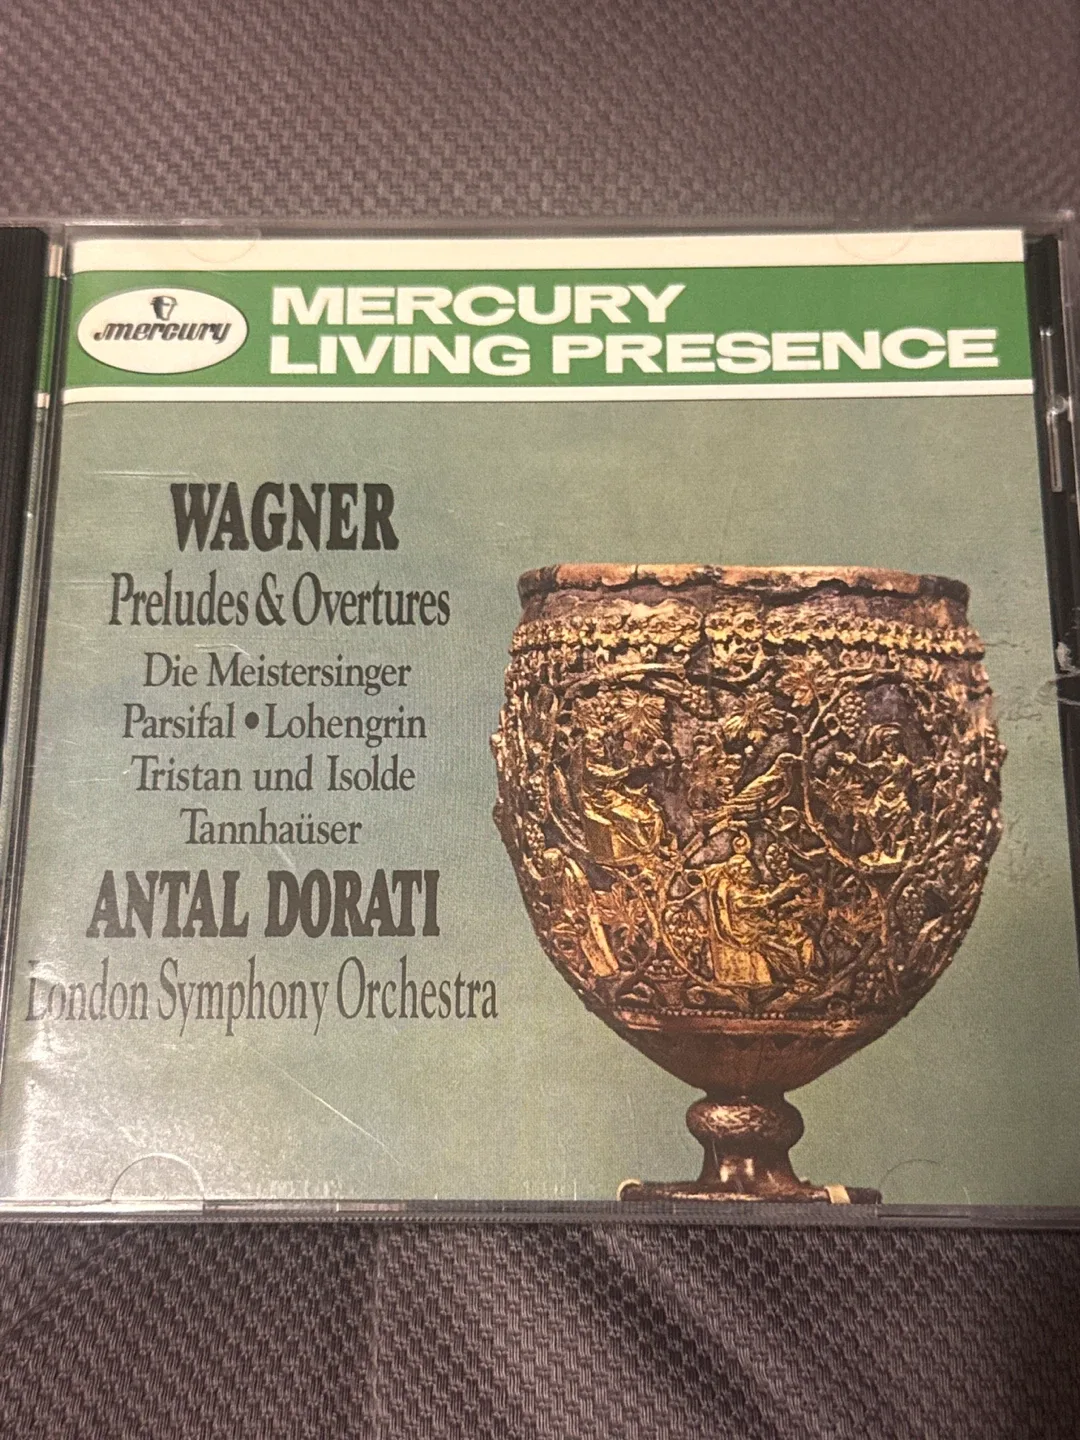 mercury
MERCURY
LIVING PRESENCE
WAGNER
Preludes & Overtures
Die Meistersinger
Parsifal • Lohengrin
Tristan und Isolde
Tannhaüser
ANTAL DORATI
London Symphony Orchestra